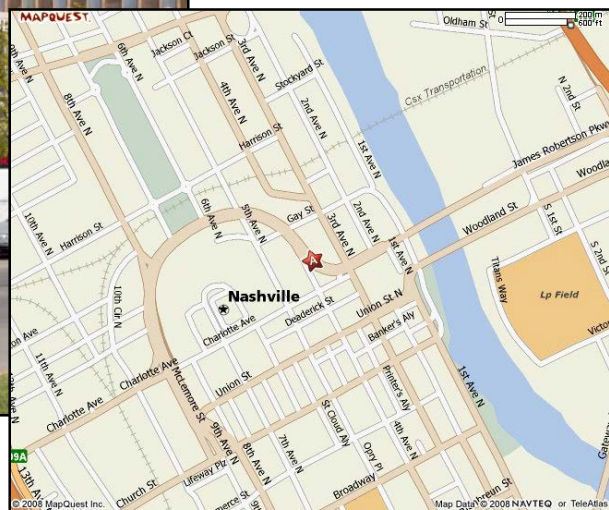 MAPQUEST.
Oldham St
0
200 m
600 ft
Jackson Ct
Jackson St
3rd Ave N
6th Ave N
8th Ave N
4th Ave N
Stockyard St
2nd Ave N
Csx Transportation
N 2nd St
Harrison St
1st Ave N
James Robertson Pkwy
10th Ave N
Harrison St
6th Ave N
5th Ave N
Gay St
3rd Ave N
2nd Ave N
1st Ave N
Woodland St
S 1st St
S 2nd St
A
Titans Way
Lp Field
10th Cir N
Nashville
Deaderick St
Union St N
Charlotte Ave
Banker's Aly
11th Ave N
Charlotte Ave
Charlotte Ave
McLemore St
Union St
Printer's Aly
1st Ave N
St Cloud Aly
4th Ave N
Opry Pl
9th Ave N
8th Ave N
7th Ave N
13th Ave N
Church St
Lifeway Plz
Broadway
© 2008 MapQuest Inc.
Map Data © 2008 NAVTEQ or TeleAtlas